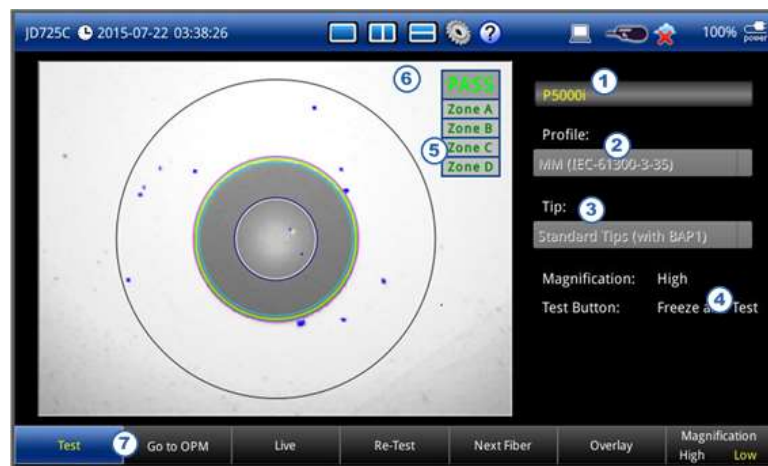 JD725C 2015-07-22 03:38:26
? 100% power
6 PASS
Zone A
Zone B
5 Zone C
Zone D
1
P5000i
Profile:
2
MM (IEC-61300-3-35)
Tip:
3
Standard Tips (with BAP1)
Magnification: High
Test Button: Freeze a 4 Test
Test 7 Go to OPM Live Re-Test Next Fiber Overlay Magnification
High Low